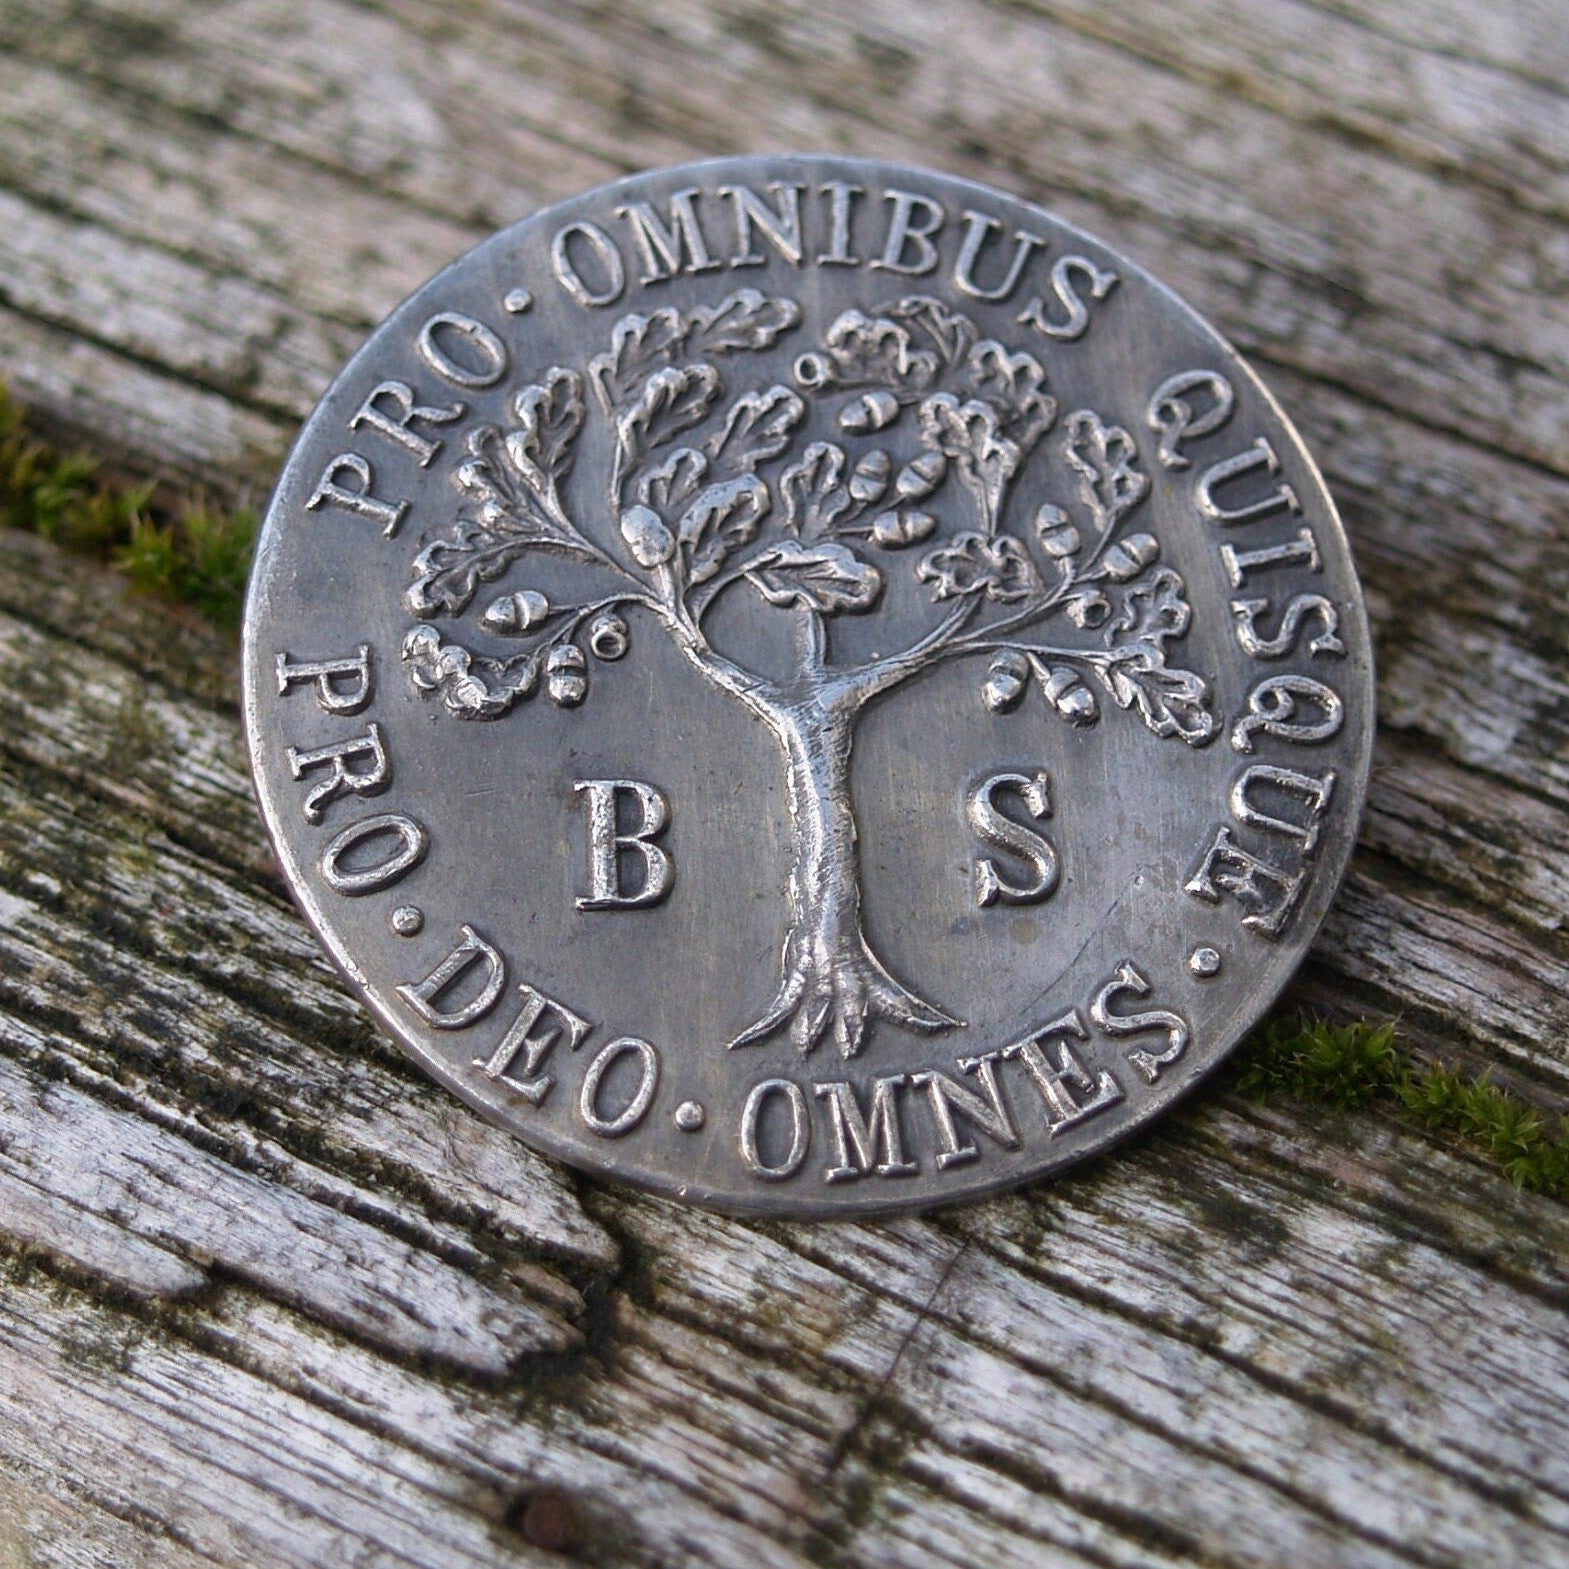 PRO · OMNIBUS QUISQUE · OMNES · PRO · DEO
B S